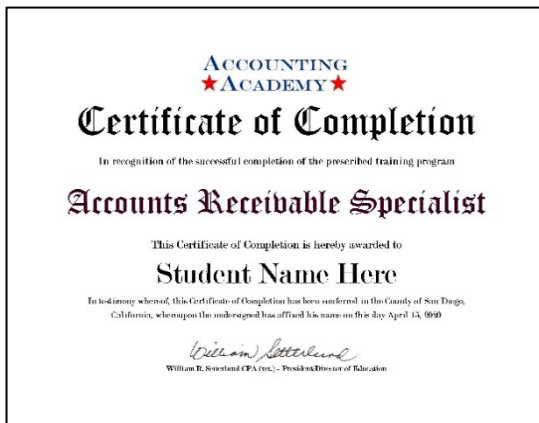 ACCOUNTING
ACADEMY
Certificate of Completion
In recognition of the successful completion of the prescribed training program
Accounts Receivable Specialist
This Certificate of Completion is hereby awarded to
Student Name Here
In testimony whereof, this Certificate of Completion has been conferred in the County of San Diego,
California, whereupon the undersigned has affixed his name on this day April 15, 2020
William Setterlund
William R. Setterlund CPA (ret.) - President/Director of Education